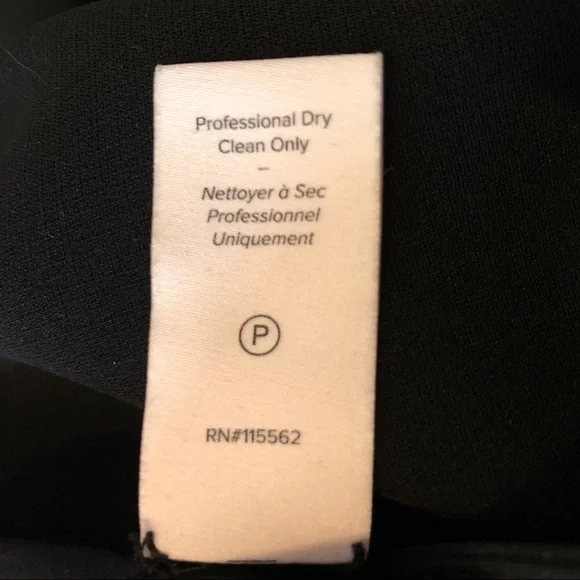 Professional Dry
Clean Only
–
Nettoyer à Sec
Professionnel
Uniquement
P
RN#115562